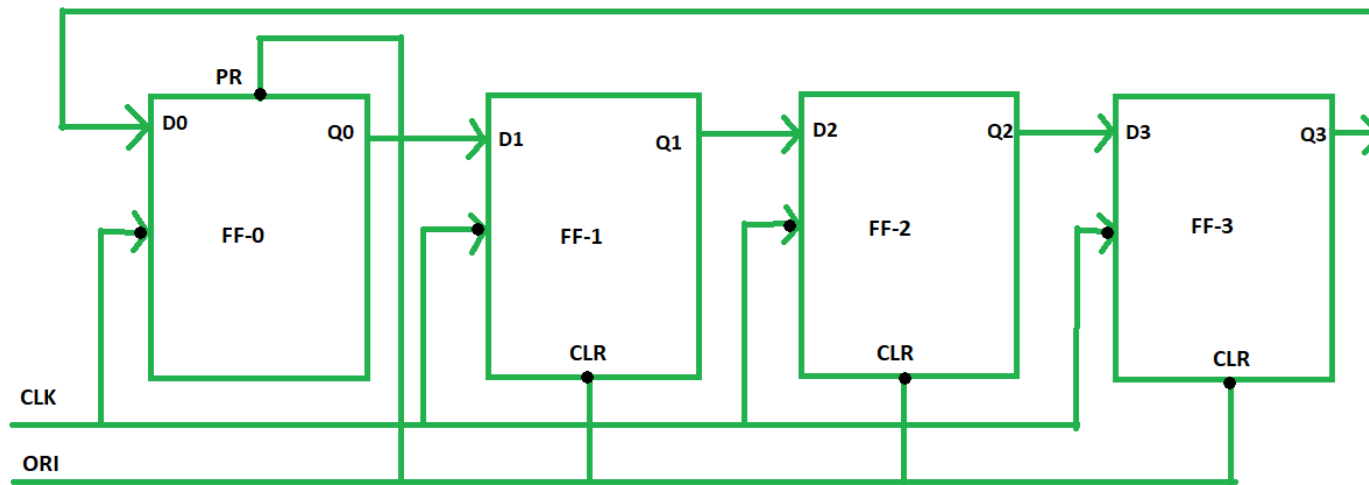 PR
D0
Q0
D1
Q1
D2
Q2
D3
Q3
FF-0
FF-1
FF-2
FF-3
CLR
CLR
CLR
CLK
ORI